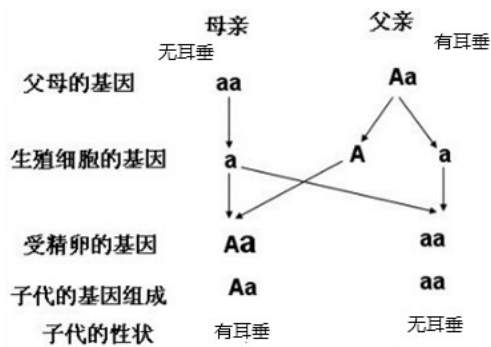 母亲 父亲
无耳垂 有耳垂
父母的基因 aa Aa
生殖细胞的基因 a A a
受精卵的基因 Aa aa
子代的基因组成 Aa aa
子代的性状 有耳垂 无耳垂